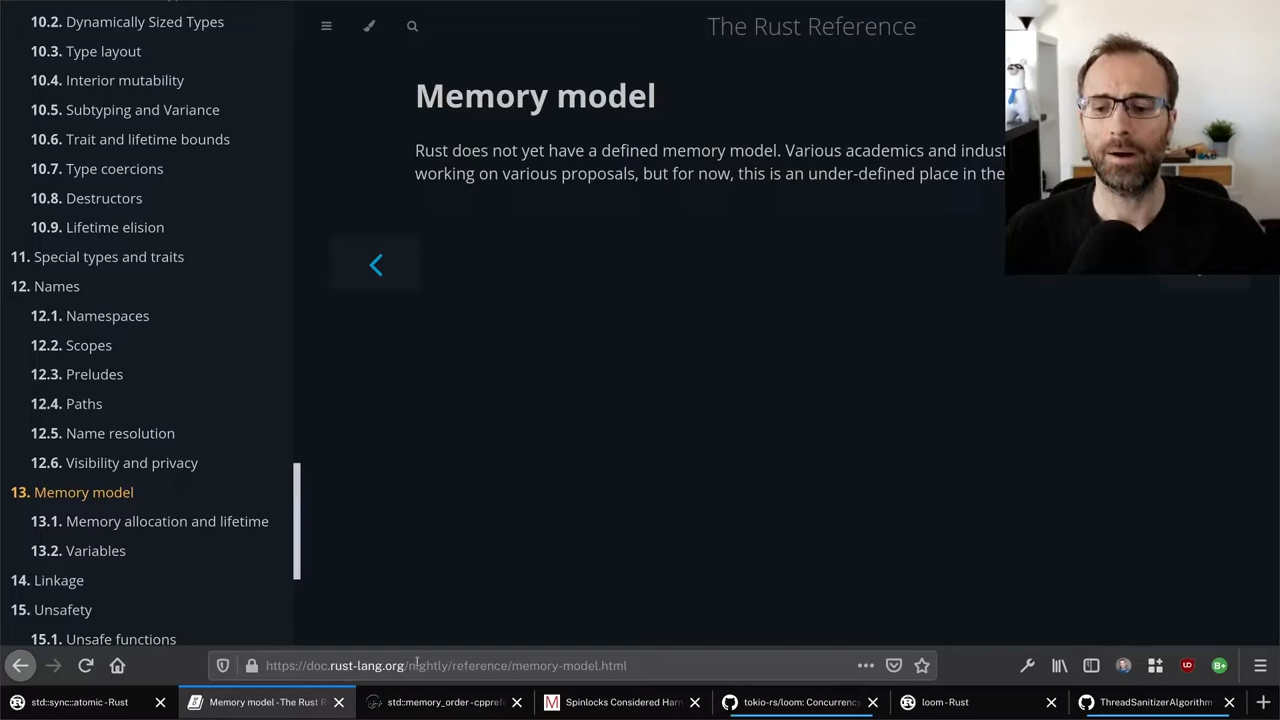 10.2. Dynamically Sized Types
10.3. Type layout
10.4. Interior mutability
10.5. Subtyping and Variance
10.6. Trait and lifetime bounds
10.7. Type coercions
10.8. Destructors
10.9. Lifetime elision
11. Special types and traits
12. Names
12.1. Namespaces
12.2. Scopes
12.3. Preludes
12.4. Paths
12.5. Name resolution
12.6. Visibility and privacy
13. Memory model
13.1. Memory allocation and lifetime
13.2. Variables
14. Linkage
15. Unsafety
15.1. Unsafe functions
The Rust Reference
Memory model
Rust does not yet have a defined memory model. Various academics and indust
working on various proposals, but for now, this is an under-defined place in the
https://doc.rust-lang.org/nightly/reference/memory-model.html
std::sync::atomic - Rust
Memory model - The Rust R
std::memory_order - cpprefe
Spinlocks Considered Harm
tokio-rs/loom: Concurrency
loom - Rust
ThreadSanitizerAlgorithm